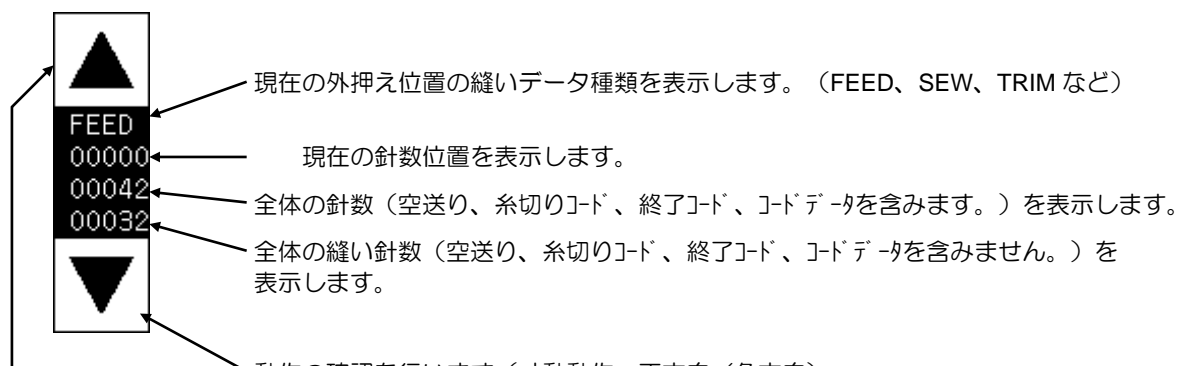 現在の外押え位置の縫いデータ種類を表示します。（FEED、SEW、TRIM など）
FEED
00000
現在の針数位置を表示します。
00042
全体の針数（空送り、糸切りｺｰﾄﾞ、終了ｺｰﾄﾞ、ｺｰﾄﾞﾃﾞｰﾀを含みます。）を表示します。
00032
全体の縫い針数（空送り、糸切りｺｰﾄﾞ、終了ｺｰﾄﾞ、ｺｰﾄﾞﾃﾞｰﾀを含みません。）を
表示します。